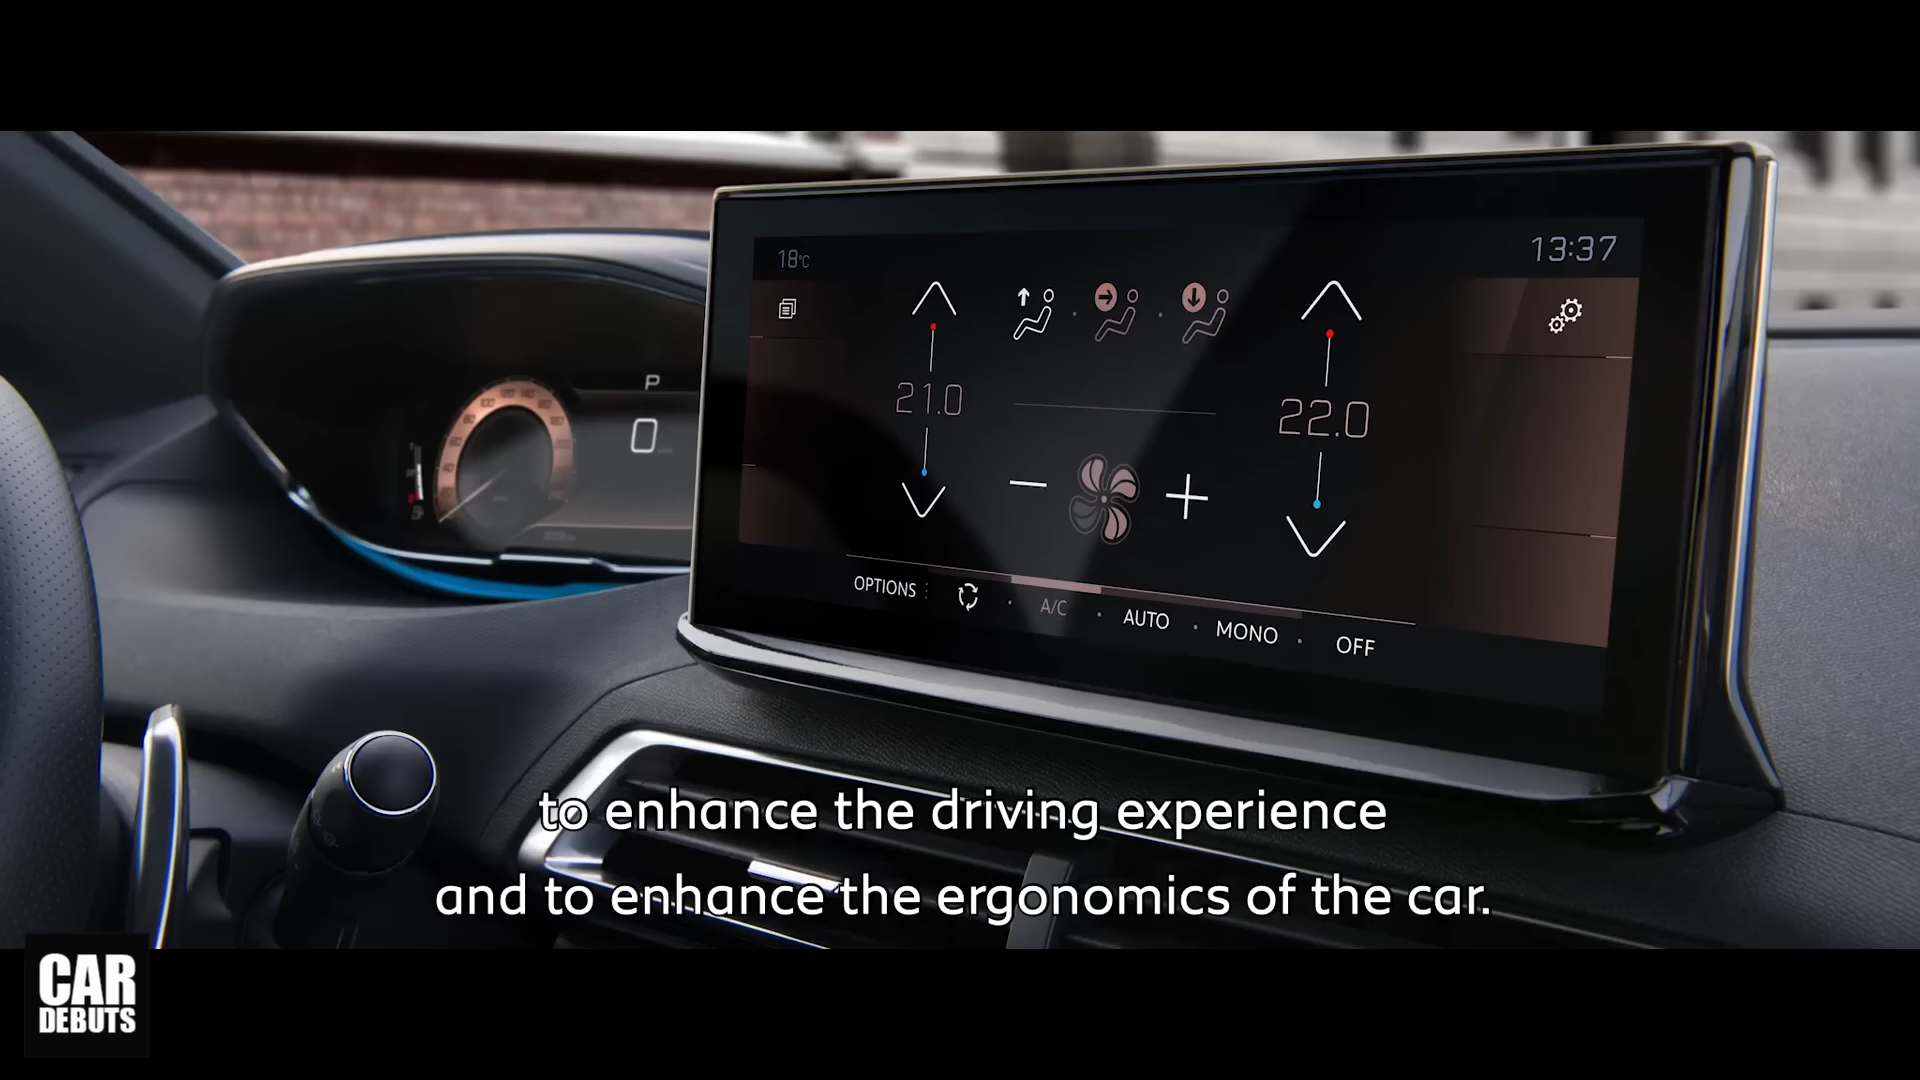 18°C
13:37
21.0
22.0
P
0
OPTIONS
A/C
AUTO
MONO
OFF
to enhance the driving experience
and to enhance the ergonomics of the car.
CAR
DEBUTS